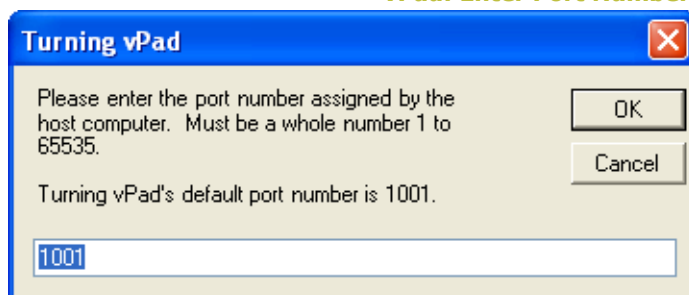 Turning vPad
Please enter the port number assigned by the
host computer. Must be a whole number 1 to
65535.
OK
Cancel
Turning vPad's default port number is 1001.
1001